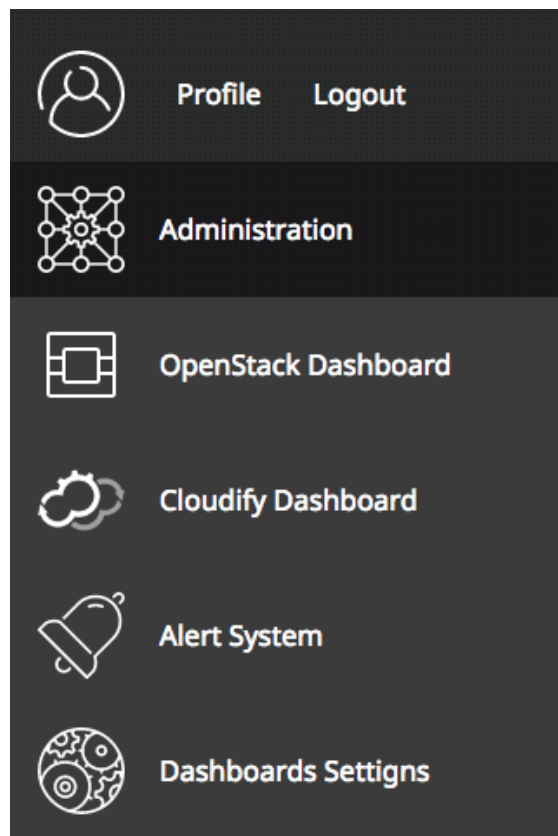 Profile Logout
Administration
OpenStack Dashboard
Cloudify Dashboard
Alert System
Dashboards Settigns